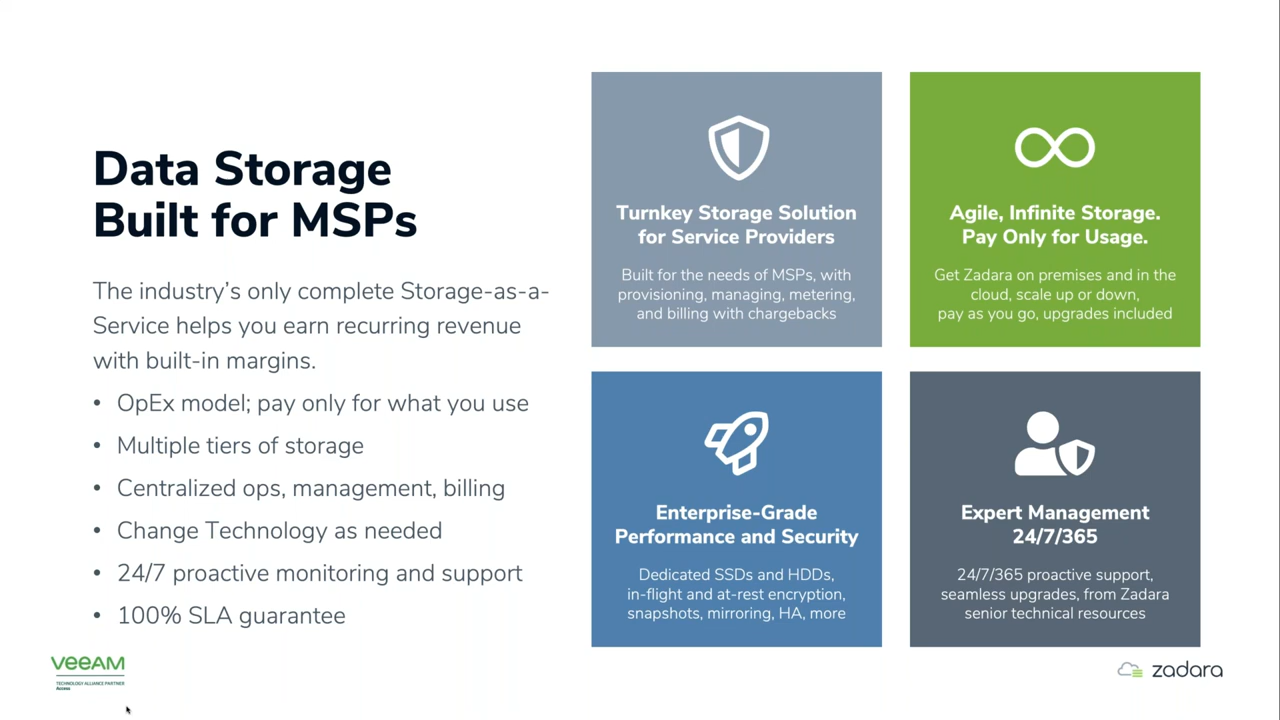 Data Storage
Built for MSPs
The industry's only complete Storage-as-a-
Service helps you earn recurring revenue
with built-in margins.
• OpEx model; pay only for what you use
• Multiple tiers of storage
• Centralized ops, management, billing
• Change Technology as needed
• 24/7 proactive monitoring and support
• 100% SLA guarantee
Turnkey Storage Solution
for Service Providers
Built for the needs of MSPs, with
provisioning, managing, metering,
and billing with chargebacks
Agile, Infinite Storage.
Pay Only for Usage.
Get Zadara on premises and in the
cloud, scale up or down,
pay as you go, upgrades included
Enterprise-Grade
Performance and Security
Dedicated SSDs and HDDs,
in-flight and at-rest encryption,
snapshots, mirroring, HA, more
Expert Management
24/7/365
24/7/365 proactive support,
seamless upgrades, from Zadara
senior technical resources
veeAM
TECHNOLOGY ALLIANCE PARTNER
Access
zadara